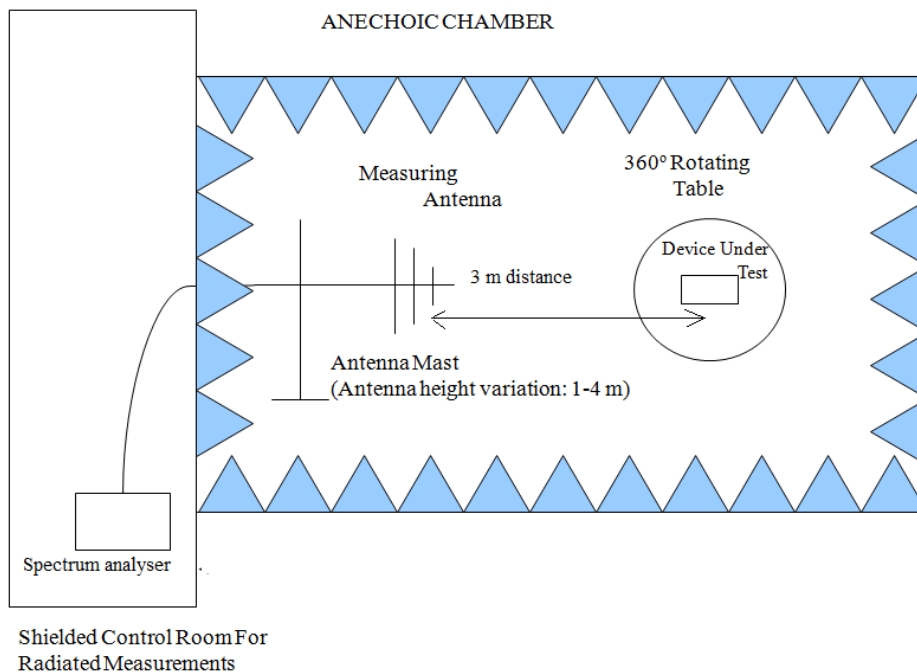 ANECHOIC CHAMBER
Measuring
Antenna
360º Rotating
Table
Device Under
Test
3 m distance
Antenna Mast
(Antenna height variation: 1-4 m)
Spectrum analyser
Shielded Control Room For
Radiated Measurements